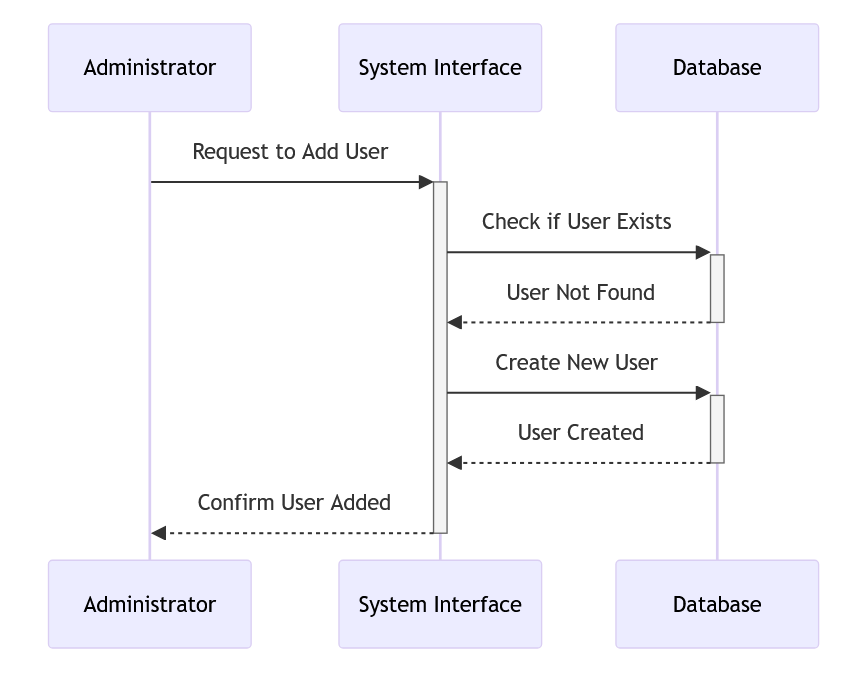 Administrator
System Interface
Database
Request to Add User
Check if User Exists
User Not Found
Create New User
User Created
Confirm User Added
Administrator
System Interface
Database